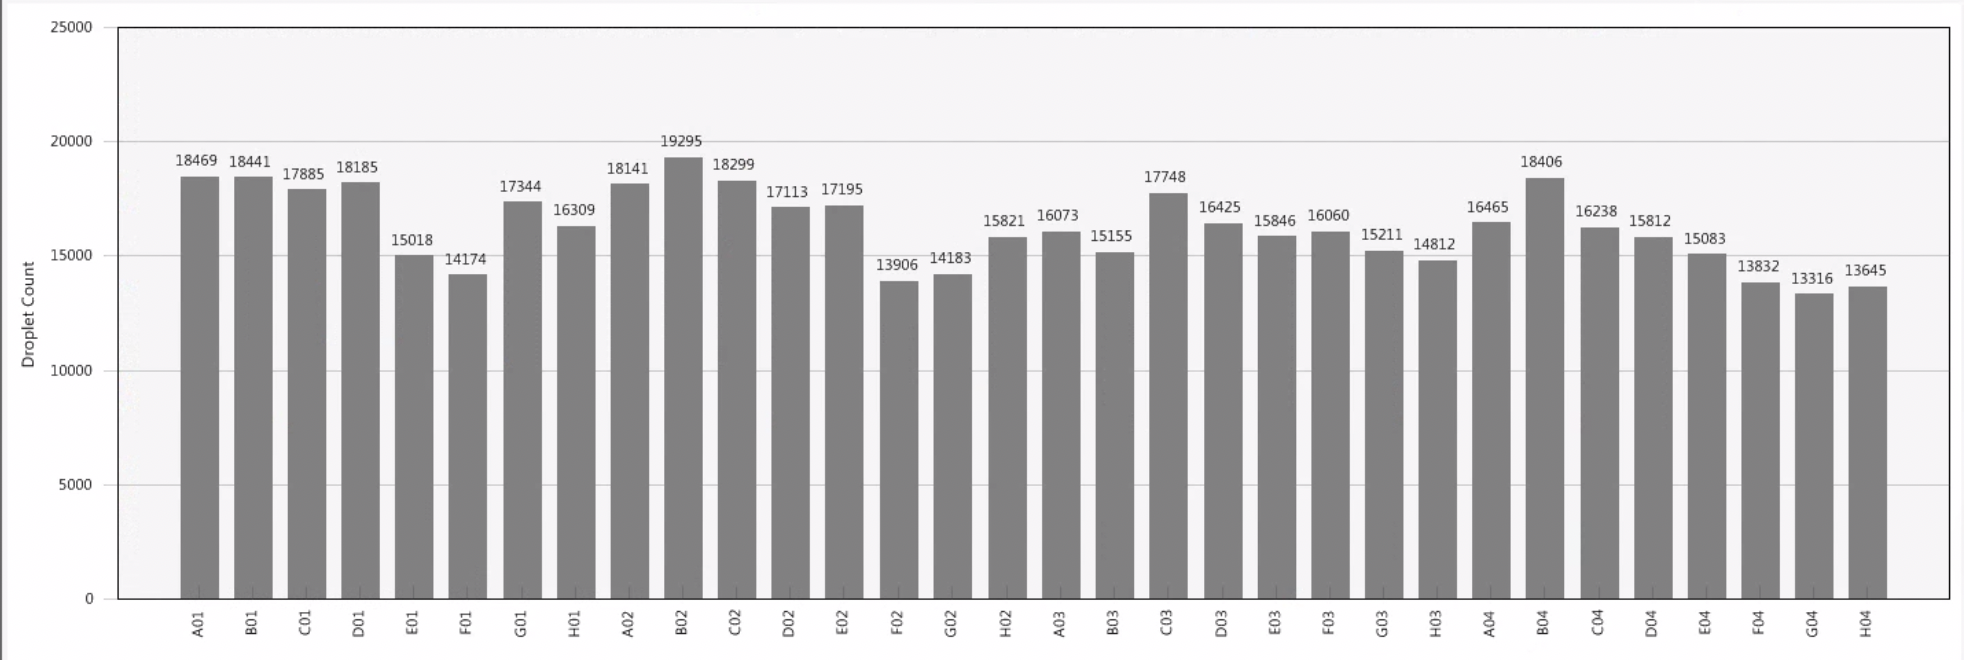 25000
20000
15000
10000
5000
0
Droplet Count
18469
18441
17885
18185
15018
14174
17344
16309
18141
19295
18299
17113
17195
13906
14183
15821
16073
15155
17748
16425
15846
16060
15211
14812
16465
18406
16238
15812
15083
13832
13316
13645
A01
B01
C01
D01
E01
F01
G01
H01
A02
B02
C02
D02
E02
F02
G02
H02
A03
B03
C03
D03
E03
F03
G03
H03
A04
B04
C04
D04
E04
F04
G04
H04